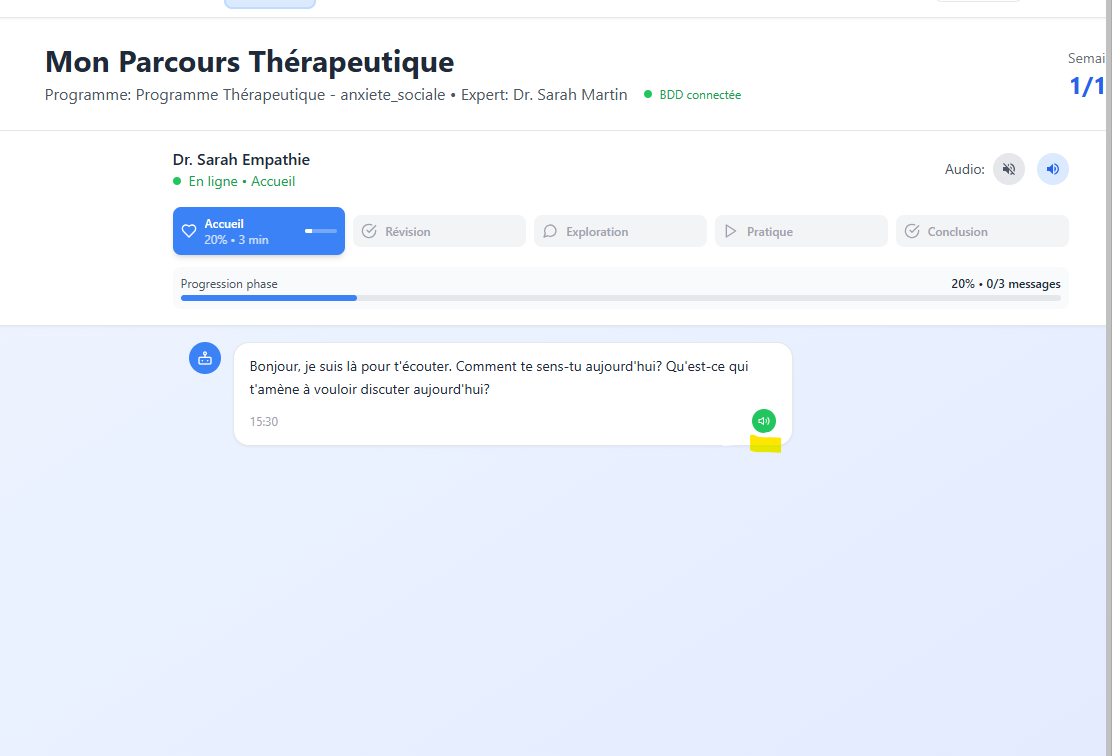 Mon Parcours Thérapeutique
Semai
Programme: Programme Thérapeutique - anxiete_sociale • Expert: Dr. Sarah Martin
BDD connectée
1/1
Dr. Sarah Empathie
En ligne • Accueil
Audio:
Accueil
20% • 3 min
Révision
Exploration
Pratique
Conclusion
Progression phase
20% • 0/3 messages
Bonjour, je suis là pour t'écouter. Comment te sens-tu aujourd'hui? Qu'est-ce qui
t'amène à vouloir discuter aujourd'hui?
15:30